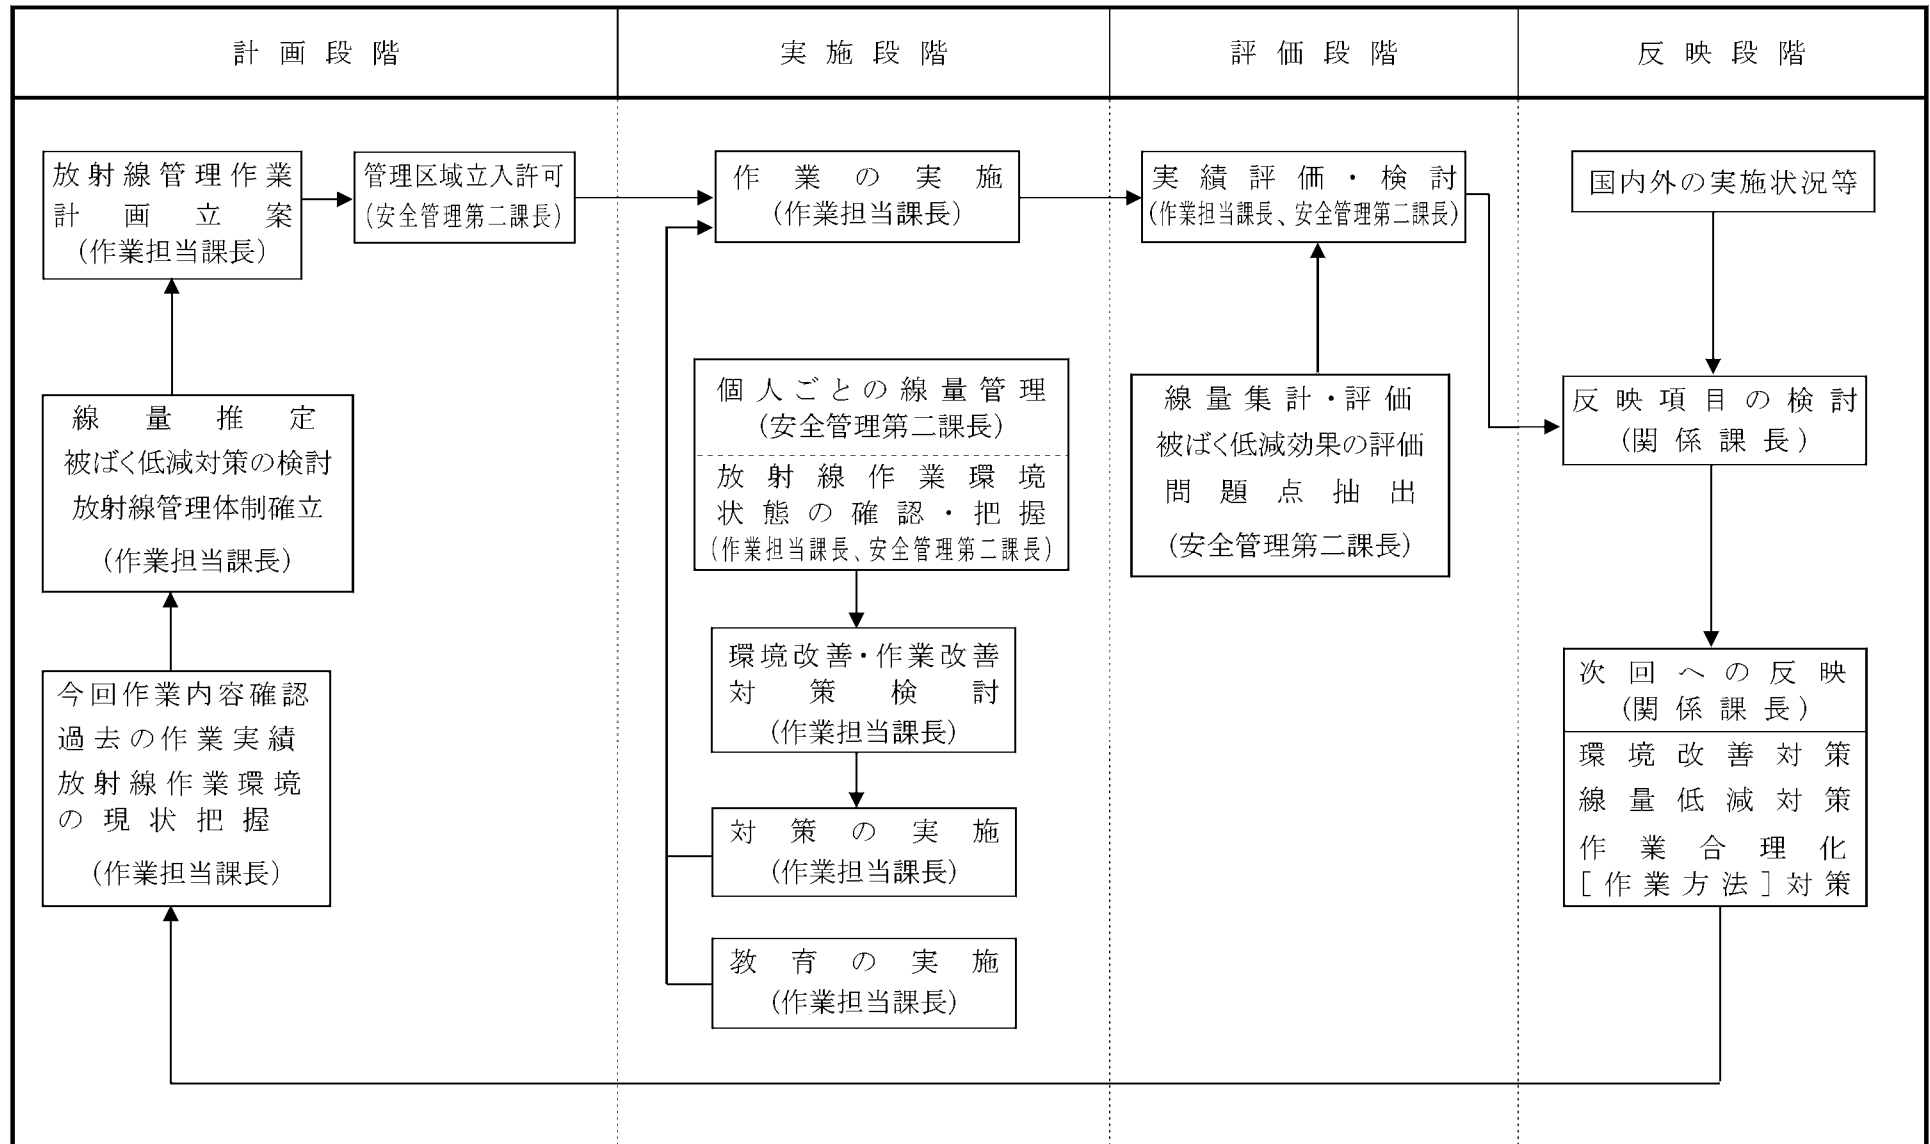 計画段階
実施段階
評価段階
反映段階
放射線管理作業
計画立案
(作業担当課長)
管理区域立入許可
(安全管理第二課長)
線量推定
被ばく低減対策の検討
放射線管理体制確立
(作業担当課長)
今回作業内容確認
過去の作業実績
放射線作業環境
の現状把握
(作業担当課長)
作業の実施
(作業担当課長)
個人ごとの線量管理
(安全管理第二課長)
放射線作業環境
状態の確認・把握
(作業担当課長、安全管理第二課長)
環境改善・作業改善
対策検討
(作業担当課長)
対策の実施
(作業担当課長)
教育の実施
(作業担当課長)
実績評価・検討
(作業担当課長、安全管理第二課長)
線量集計・評価
被ばく低減効果の評価
問題点抽出
(安全管理第二課長)
国内外の実施状況等
反映項目の検討
(関係課長)
次回への反映
(関係課長)
環境改善対策
線量低減対策
作業合理化
[作業方法]対策